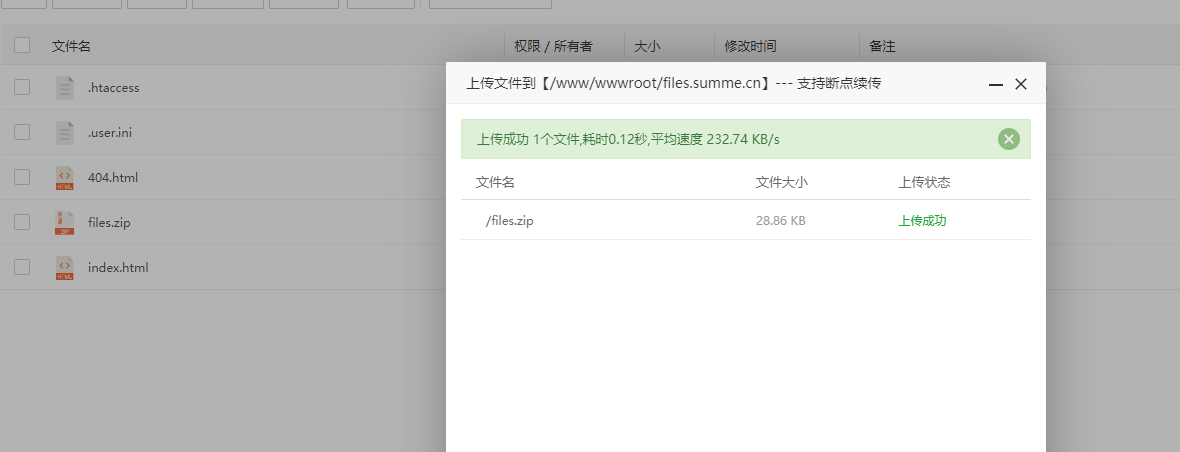 文件名 权限 / 所有者 大小 修改时间 备注
.htaccess
.user.ini
404.html
files.zip
index.html
上传文件到【/www/wwwroot/files.summe.cn】--- 支持断点续传
上传成功 1个文件,耗时0.12秒,平均速度 232.74 KB/s
文件名 文件大小 上传状态
/files.zip 28.86 KB 上传成功